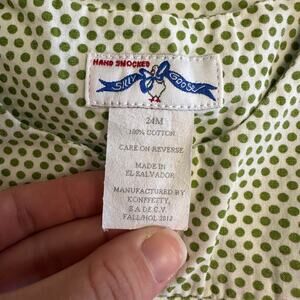 HAND SMOCKED
SILLY GOOSE
24M
100% COTTON
CARE ON REVERSE
MADE IN
EL SALVADOR
MANUFACTURED BY
KONFFETTY,
S.A DE C.V.
FALL/HOL 2012